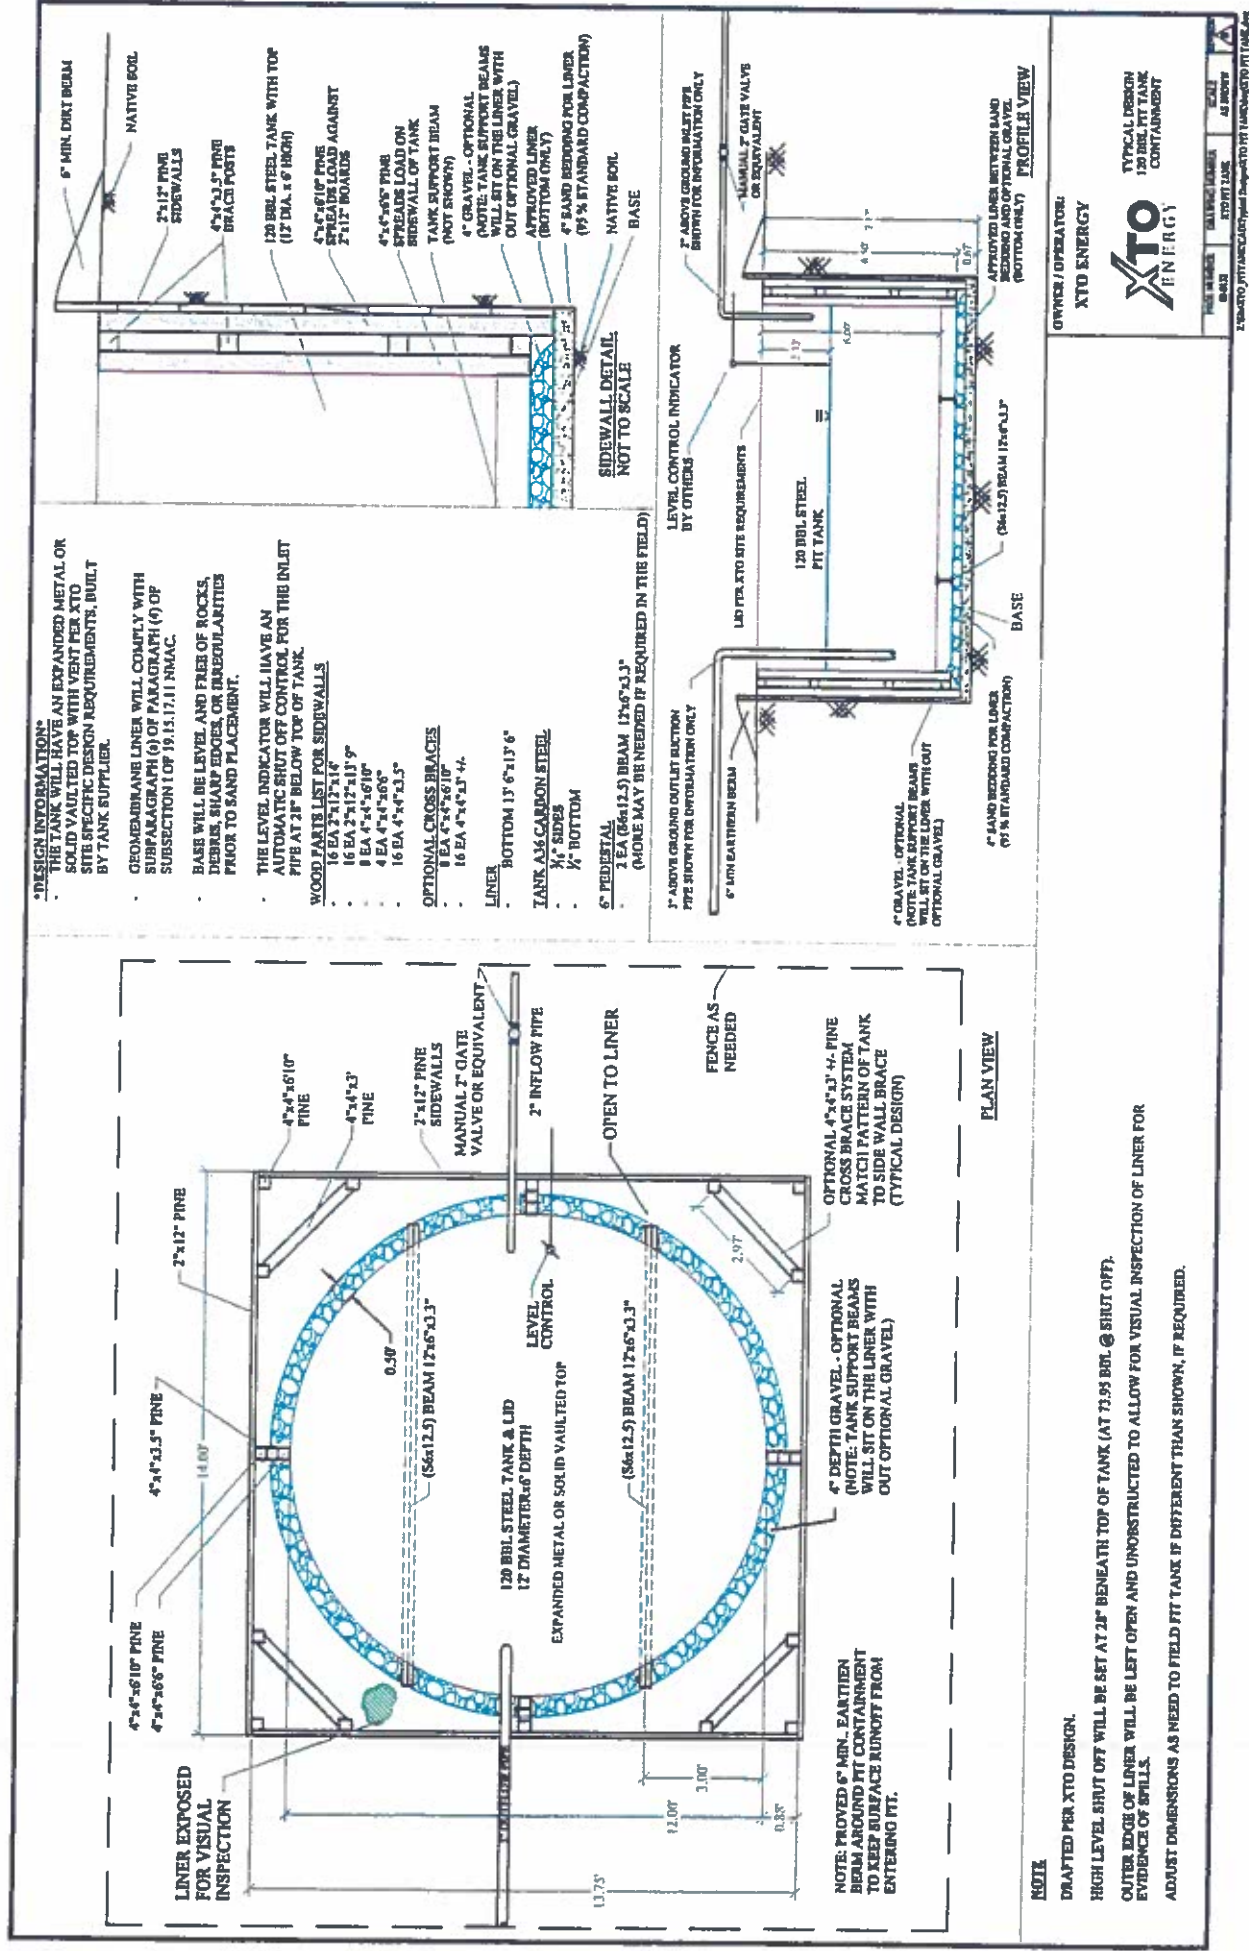 *DESIGN INFORMATION*
- THE TANK WILL HAVE AN EXPANDED METAL OR
SOLID VAULTED TOP WITH VENT PER XTO
SITE SPECIFIC DESIGN REQUIREMENTS, BUILT
BY TANK SUPPLIER.
- GEOMEMBRANE LINER WILL COMPLY WITH
SUBPARAGRAPH (a) OF PARAGRAPH (4) OF
SUBSECTION I OF 19.15.17.11 NMAC.
- BASE WILL BE LEVEL AND FREE OF ROCKS,
DEBRIS, SHARP EDGES, OR IRREGULARITIES
PRIOR TO SAND PLACEMENT.
- THE LEVEL INDICATOR WILL HAVE AN
AUTOMATIC SHUT OFF CONTROL FOR THE INLET
PIPE AT 28" BELOW TOP OF TANK.
WOOD PARTS LIST FOR SIDEWALLS
- 16 EA 2"x12"x14'
- 16 EA 2"x12"x13'9"
- 8 EA 4"x4"x6'10"
- 4 EA 4"x4"x6'6"
- 16 EA 4"x4"x3.5"
OPTIONAL CROSS BRACES
- 8 EA 4"x4"x6'10"
- 16 EA 4"x4"x3' +/-
LINER
- BOTTOM 13' 6"x13' 6"
TANK A36 CARBON STEEL
- 3/16" SIDES
- 1/4" BOTTOM
6" PEDESTAL
- 2 EA (S6x12.5) BEAM 12'x6"x3.3"
(MORE MAY BE NEEDED IF REQUIRED IN THE FIELD)
6" MIN. DIRT BERM
NATIVE SOIL
2"x12" PINE
SIDEWALLS
4"x4"x3.5" PINE
BRACE POSTS
120 BBL STEEL TANK WITH TOP
(12' DIA. x 6' HIGH)
4"x4"x6'10" PINE
SPREADS LOAD AGAINST
2"x12" BOARDS
4"x4"x6'6" PINE
SPREADS LOAD ON
SIDEWALL OF TANK
TANK SUPPORT BEAM
(NOT SHOWN)
4" GRAVEL - OPTIONAL
(NOTE: TANK SUPPORT BEAMS
WILL SIT ON THE LINER WITH
OUT OPTIONAL GRAVEL)
APPROVED LINER
(BOTTOM ONLY)
4" SAND BEDDING FOR LINER
(95 % STANDARD COMPACTION)
NATIVE SOIL
BASE
SIDEWALL DETAIL
NOT TO SCALE
4"x4"x6'10" PINE
4"x4"x6'6" PINE
4"x4"x3.5" PINE
2"x12" PINE
4"x4"x6'10"
PINE
4"x4"x3'
PINE
2"x12" PINE
SIDEWALLS
MANUAL 2" GATE
VALVE OR EQUIVALENT
2" INFLOW PIPE
OPEN TO LINER
FENCE AS
NEEDED
LINER EXPOSED
FOR VISUAL
INSPECTION
14.00'
0.50'
(S6x12.5) BEAM 12'x6"x3.3"
120 BBL STEEL TANK & LID
12' DIAMETERx6' DEPTH
EXPANDED METAL OR SOLID VAULTED TOP
LEVEL
CONTROL
(S6x12.5) BEAM 12'x6"x3.3"
2.97'
3.00'
12.00'
13.75'
0.88'
OPTIONAL 4"x4"x3' +/- PINE
CROSS BRACE SYSTEM
MATCH PATTERN OF TANK
TO SIDE WALL BRACE
(TYPICAL DESIGN)
4" DEPTH GRAVEL - OPTIONAL
(NOTE: TANK SUPPORT BEAMS
WILL SIT ON THE LINER WITH
OUT OPTIONAL GRAVEL)
NOTE: PROVED 6" MIN. EARTHEN
BERM AROUND PIT CONTAINMENT
TO KEEP SURFACE RUNOFF FROM
ENTERING PIT.
PLAN VIEW
3" ABOVE GROUND OUTLET SUCTION
PIPE SHOWN FOR INFORMATION ONLY
6" MIN EARTHERN BERM
LID PER XTO SITE REQUIREMENTS
LEVEL CONTROL INDICATOR
BY OTHERS
2" ABOVE GROUND INLET PIPE
SHOWN FOR INFORMATION ONLY
MANUAL 2" GATE VALVE
OR EQUIVALENT
120 BBL STEEL
PIT TANK
6.00'
0.67'
4" GRAVEL - OPTIONAL
(NOTE: TANK SUPPORT BEAMS
WILL SIT ON THE LINER WITH OUT
OPTIONAL GRAVEL)
4" SAND BEDDING FOR LINER
(95 % STANDARD COMPACTION)
BASE
(S6x12.5) BEAM 12'x6"x3.3"
APPROVED LINER BETWEEN SAND
BEDDING AND OPTIONAL GRAVEL
(BOTTOM ONLY)
PROFILE VIEW
NOTE
DRAFTED PER XTO DESIGN.
HIGH LEVEL SHUT OFF WILL BE SET AT 28" BENEATH TOP OF TANK (AT 73.95 BBL @ SHUT OFF).
OUTER EDGE OF LINER WILL BE LEFT OPEN AND UNOBSTRUCTED TO ALLOW FOR VISUAL INSPECTION OF LINER FOR
EVIDENCE OF SPILLS.
ADJUST DIMENSIONS AS NEED TO FIELD FIT TANK IF DIFFERENT THAN SHOWN, IF REQUIRED.
OWNER / OPERATOR:
XTO ENERGY
XTO
ENERGY
TYPICAL DESIGN
120 BBL PIT TANK
CONTAINMENT
DRAWING NUMBER
XTO PIT TANK
SCALE
AS SHOWN